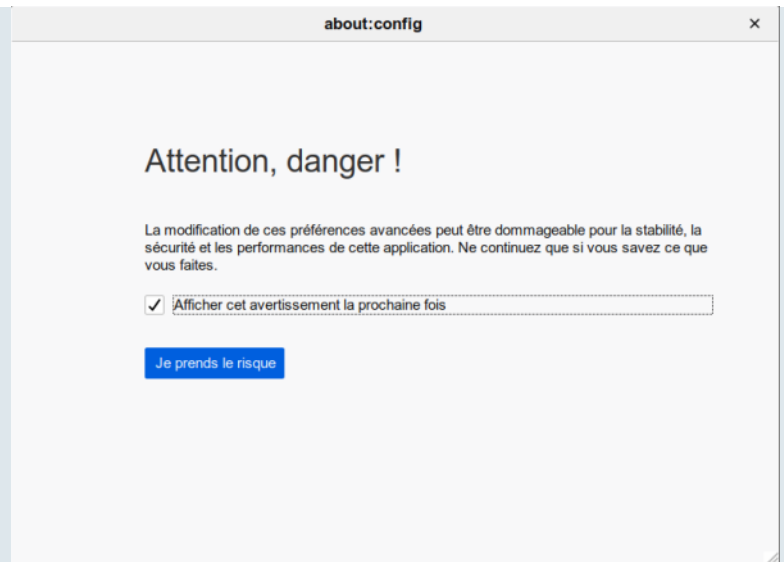 about:config
Attention, danger !
La modification de ces préférences avancées peut être dommageable pour la stabilité, la
sécurité et les performances de cette application. Ne continuez que si vous savez ce que
vous faites.
Afficher cet avertissement la prochaine fois
Je prends le risque